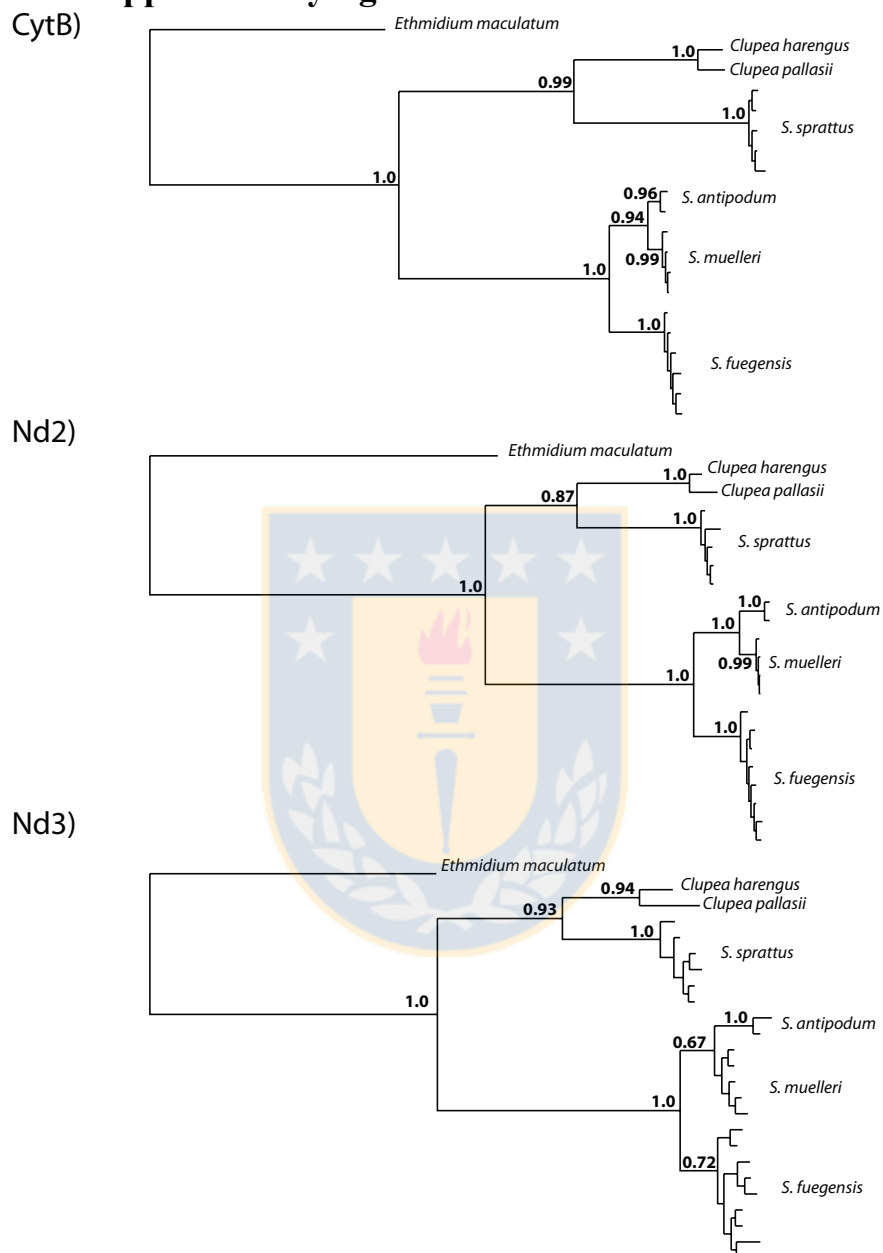 CytB)
Ethmidium maculatum
1.0 Clupea harengus
Clupea pallasii
0.99
1.0
S. sprattus
1.0
0.96 S. antipodum
0.94
0.99 S. muelleri
1.0
1.0
S. fuegensis
Nd2)
Ethmidium maculatum
1.0 Clupea harengus
Clupea pallasii
0.87
1.0
S. sprattus
1.0
1.0 S. antipodum
1.0
0.99 S. muelleri
1.0
1.0
S. fuegensis
Nd3)
Ethmidium maculatum
0.94 Clupea harengus
Clupea pallasii
0.93
1.0
S. sprattus
1.0
1.0 S. antipodum
0.67
S. muelleri
1.0
0.72
S. fuegensis